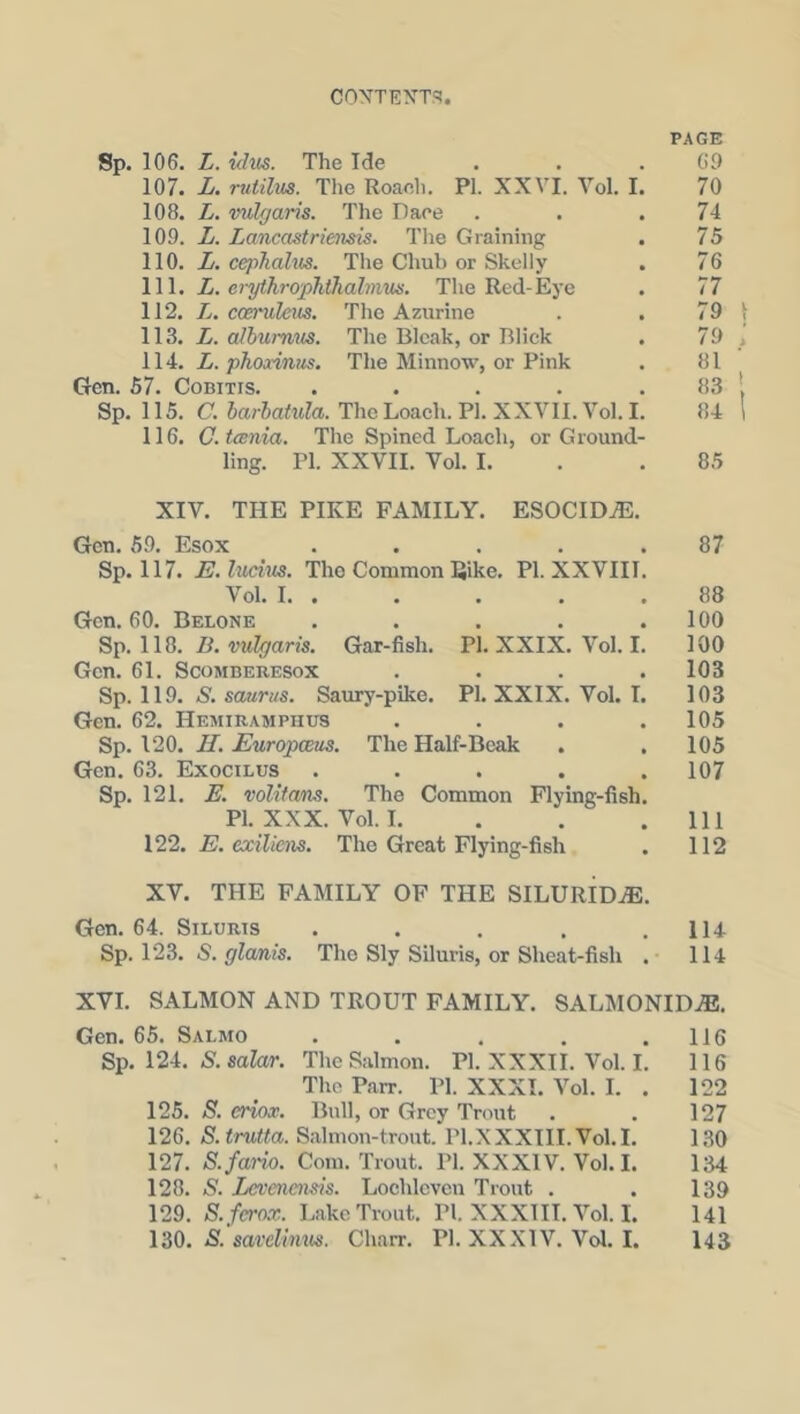 CONTENTS.
PAGE
Sp. 106. L. idus. The Ide . . . 69
107. L. rutilus. The Roach. Pl. XXVI. Vol. I. 70
108. L. vulgaris. The Dace . . . 74
109. L. Lancastriensis. The Graining . 75
110. L. cephalus. The Chub or Skelly . 76
111. L. erythrophthalmus. The Red-Eye . 77
112. L. cœruleus. The Azurine . . 79
113. L. alburnus. The Bleak, or Blick . 79
114. L. phoxinus. The Minnow, or Pink . 81
Gen. 57. COBITIS. . . . . . 83
Sp. 115. C. barbatula. The Loach. Pl. XXVII. Vol. I. 84
116. C. tænia. The Spined Loach, or Ground-
ling. Pl. XXVII. Vol. I. . . 85
XIV. THE PIKE FAMILY. ESOCIDÆ.
Gen. 59. ESOX . . . . . 87
Sp. 117. E. lucius. The Common Pike. Pl. XXVIII.
Vol. I. . . . . . 88
Gen. 60. BELONE . . . . . 100
Sp. 118. B. vulgaris. Gar-fish. Pl. XXIX. Vol. I. 100
Gen. 61. SCOMBERESOX . . . . 103
Sp. 119. S. saurus. Saury-pike. Pl. XXIX. Vol. I. 103
Gen. 62. HEMIRAMPHUS . . . . 105
Sp. 120. H. Europæus. The Half-Beak . . 105
Gen. 63. EXOCILUS . . . . . 107
Sp. 121. E. volitans. The Common Flying-fish.
Pl. XXX. Vol. I. . . . 111
122. E. exiliens. The Great Flying-fish . 112
XV. THE FAMILY OF THE SILURIDÆ.
Gen. 64. SILURIS . . . . . 114
Sp. 123. S. glanis. The Sly Siluris, or Sheat-fish . 114
XVI. SALMON AND TROUT FAMILY. SALMONIDÆ.
Gen. 65. SALMO . . . . . 116
Sp. 124. S. salar. The Salmon. Pl. XXXII. Vol. I. 116
The Parr. Pl. XXXI. Vol. I. . 122
125. S. eriox. Bull, or Grey Trout . . 127
126. S. trutta. Salmon-trout. Pl. XXXIII. Vol. I. 130
127. S. fario. Com. Trout. Pl. XXXIV. Vol. I. 134
128. S. Levenensis. Lochleven Trout . . 139
129. S. ferox. Lake Trout. Pl. XXXIII. Vol. I. 141
130. S. savelinus. Charr. Pl. XXXIV. Vol. I. 143